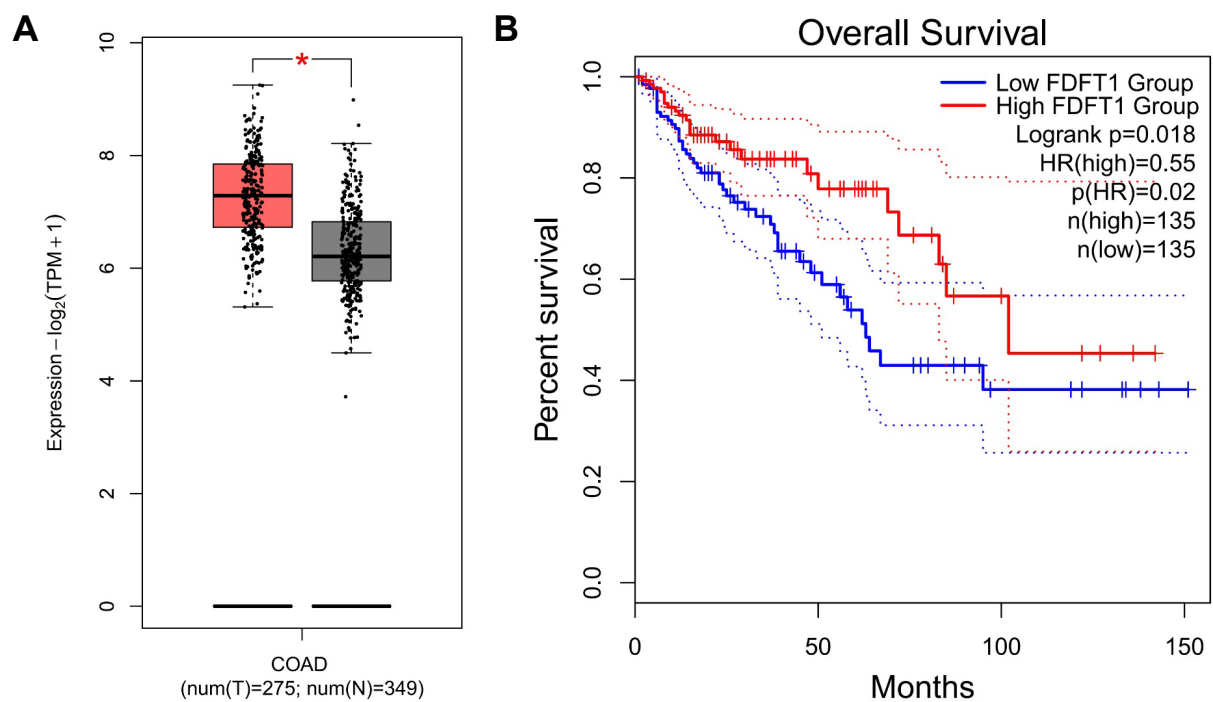 A
10
8
6
4
2
0
Expression – log₂(TPM + 1)
*
COAD
(num(T)=275; num(N)=349)
B
Overall Survival
Low FDFT1 Group
High FDFT1 Group
Logrank p=0.018
HR(high)=0.55
p(HR)=0.02
n(high)=135
n(low)=135
Percent survival
1.0
0.8
0.6
0.4
0.2
0.0
0 50 100 150
Months